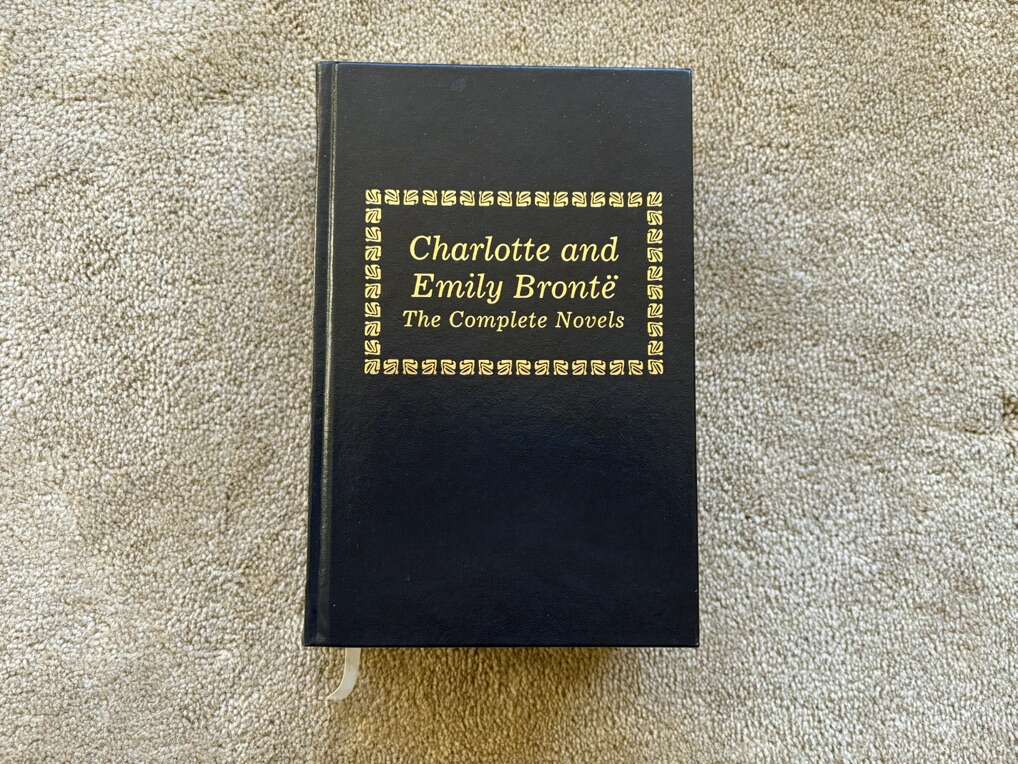 Charlotte and
Emily Brontë
The Complete Novels